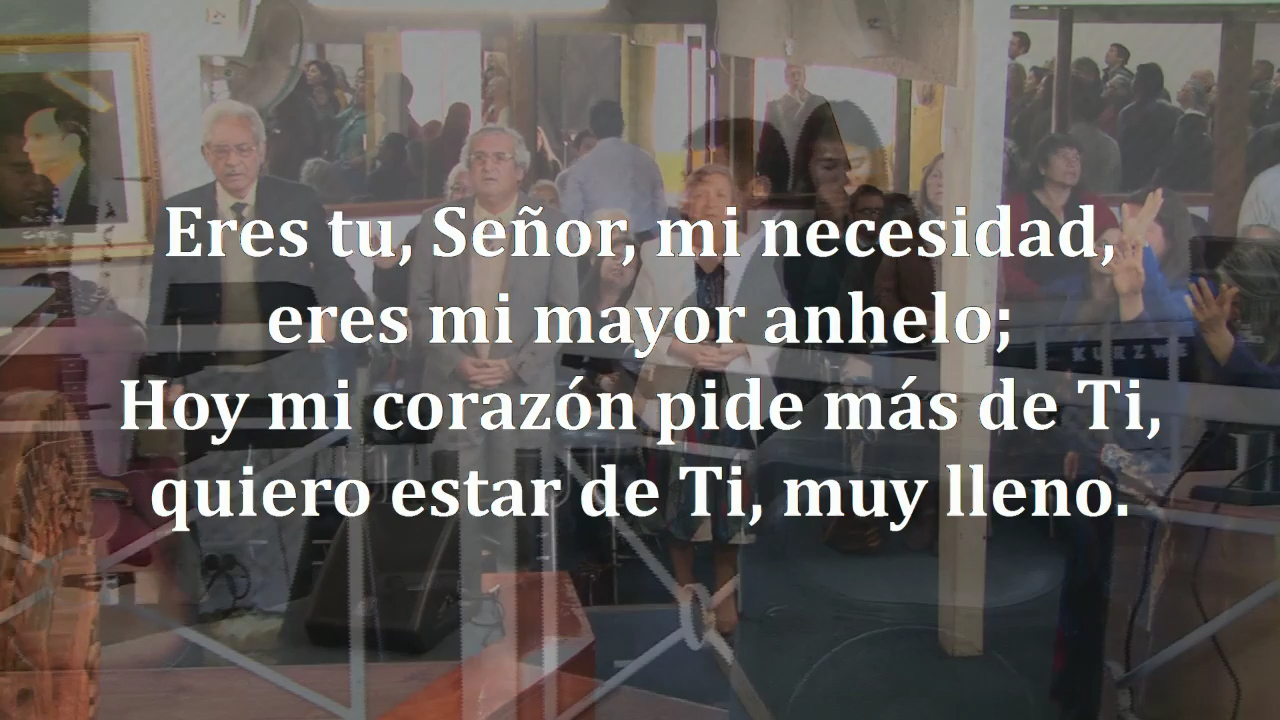 Eres tu, Señor, mi necesidad,
eres mi mayor anhelo;
Hoy mi corazón pide más de Ti,
quiero estar de Ti, muy lleno.
KURZWE